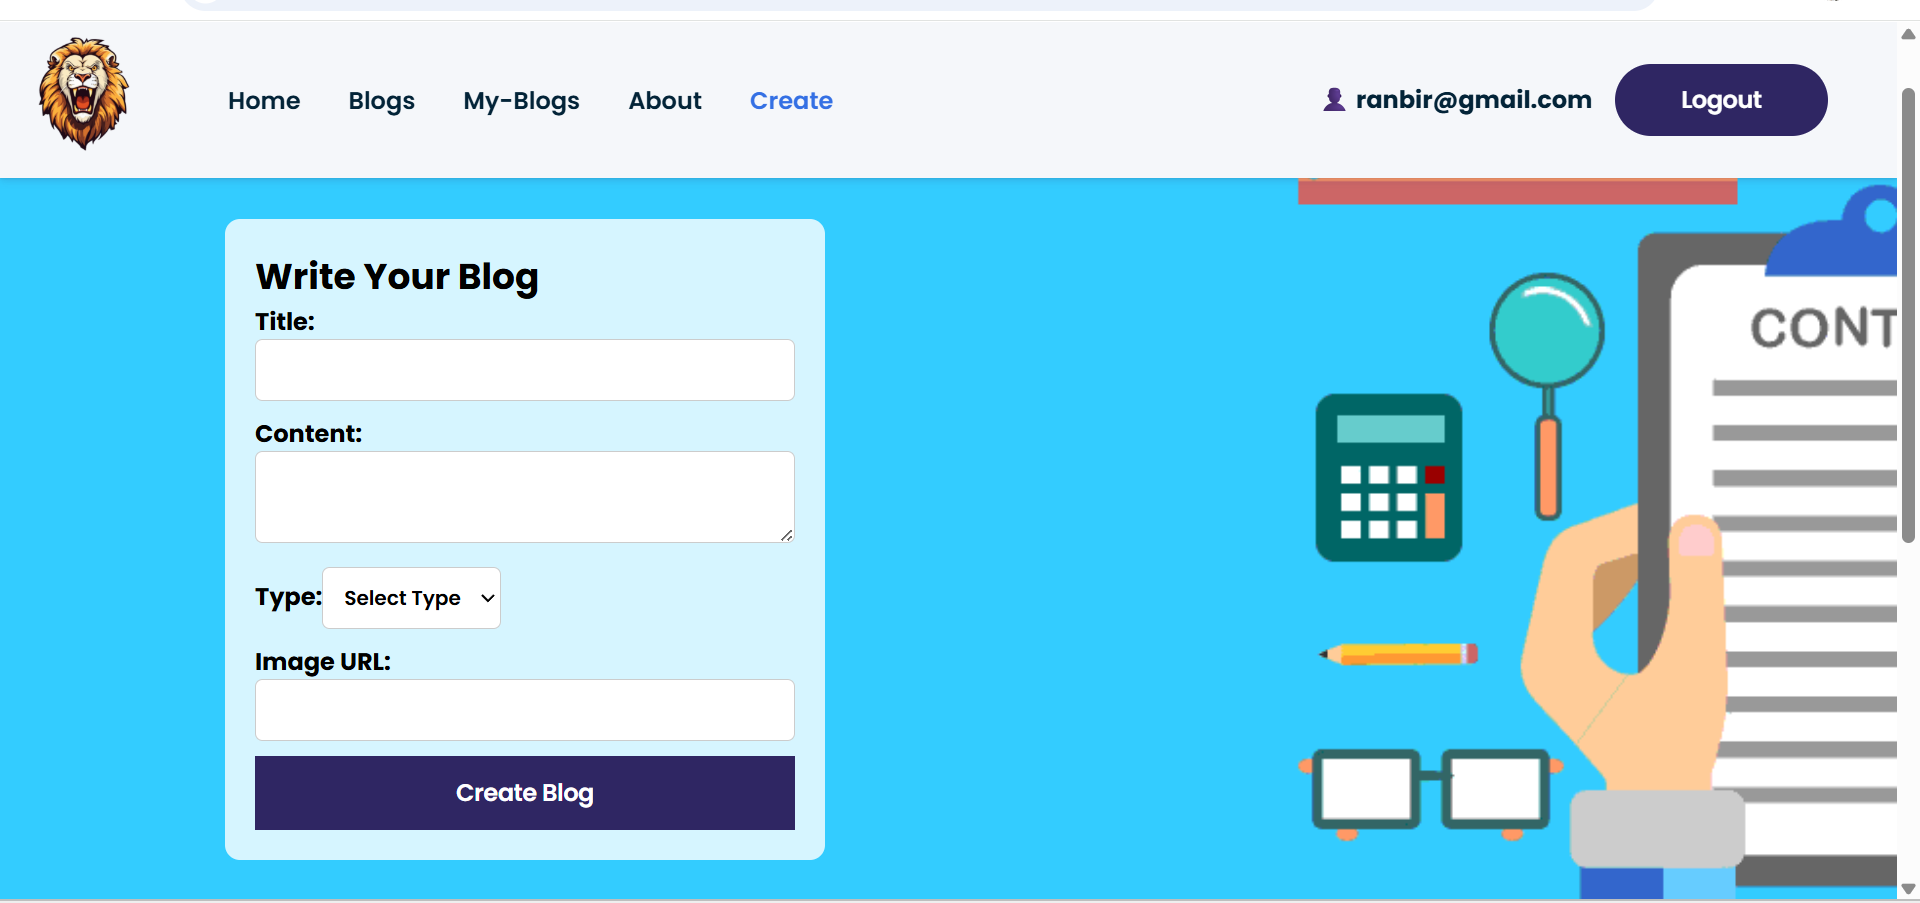 Home Blogs My-Blogs About Create ranbir@gmail.com Logout
Write Your Blog
Title:
Content:
Type: Select Type
Image URL:
Create Blog
CONT